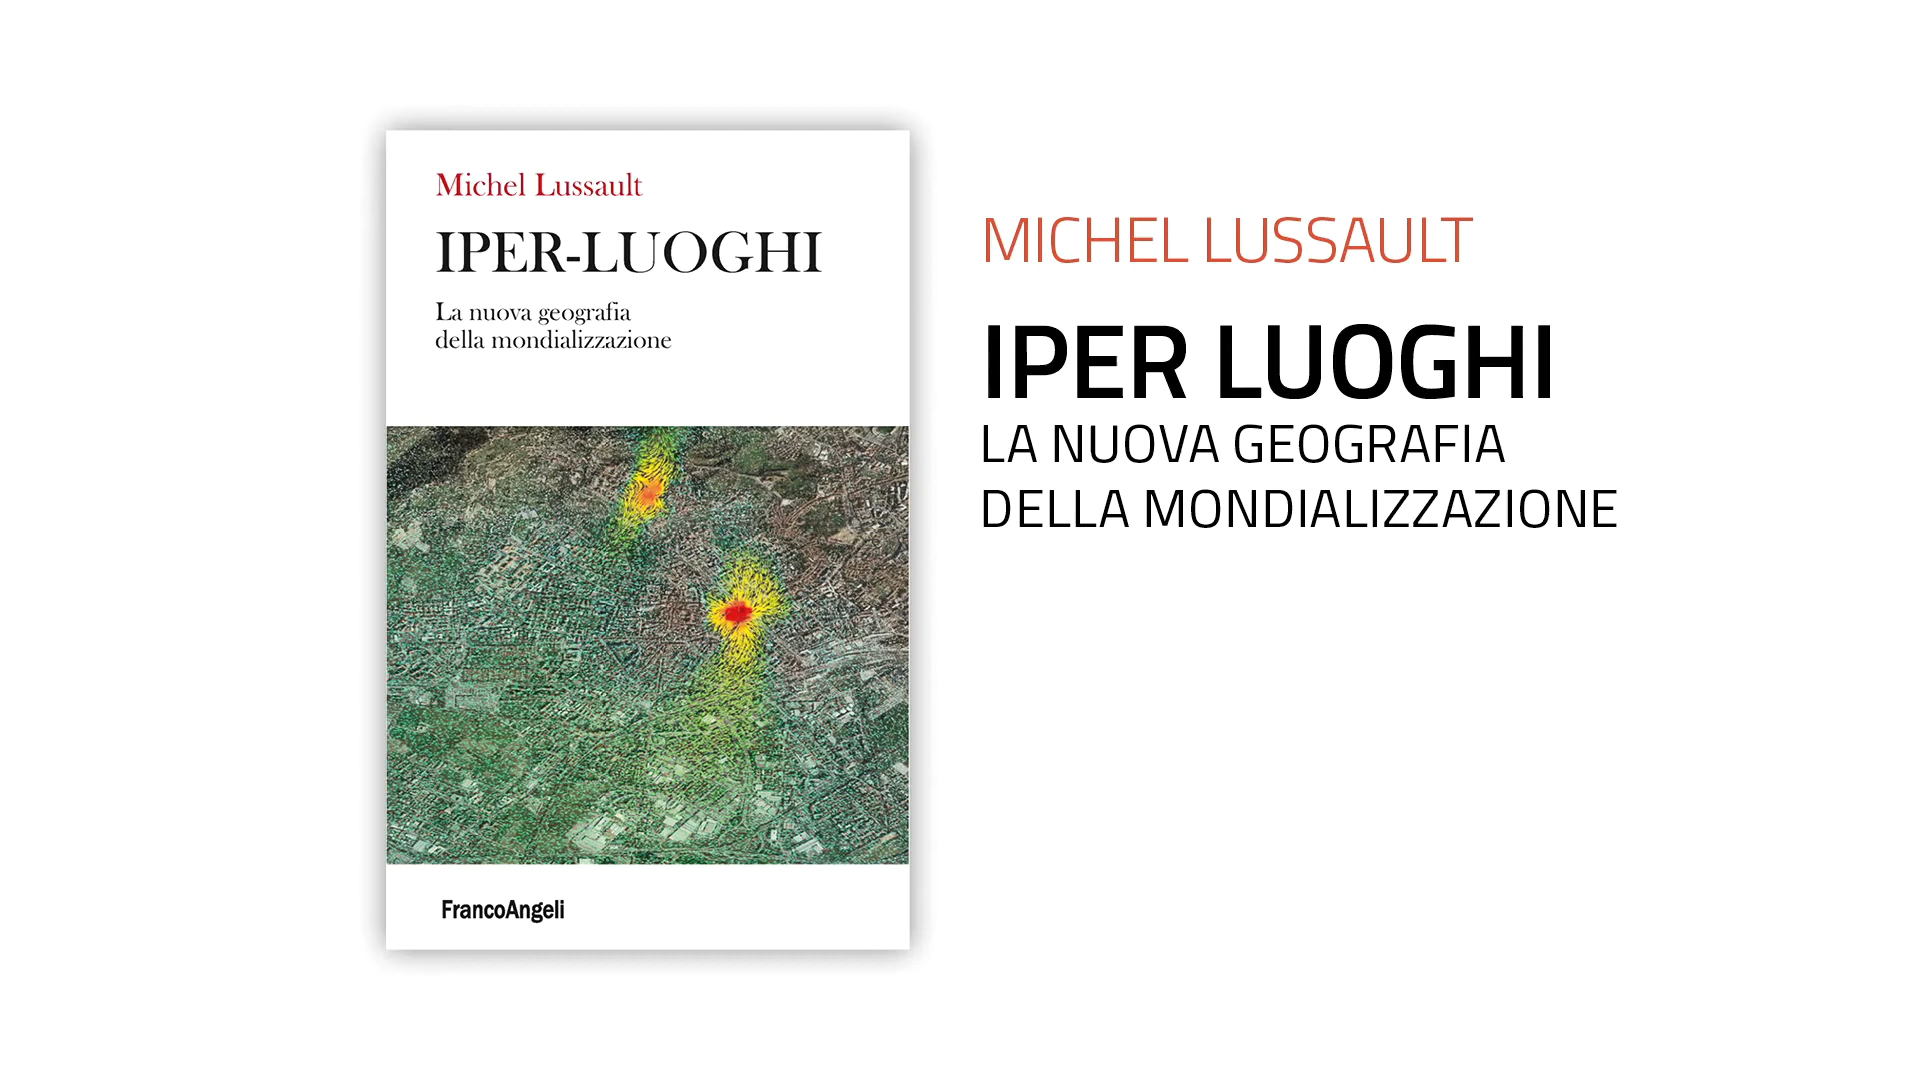 Michel Lussault
IPER-LUOGHI
La nuova geografia
della mondializzazione
FrancoAngeli
MICHEL LUSSAULT
IPER LUOGHI
LA NUOVA GEOGRAFIA
DELLA MONDIALIZZAZIONE